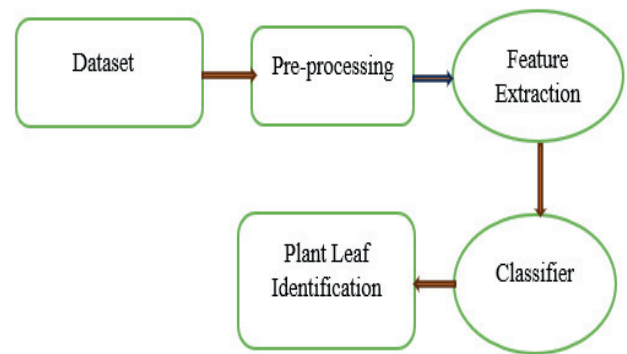 Dataset
Pre-processing
Feature
Extraction
Classifier
Plant Leaf
Identification